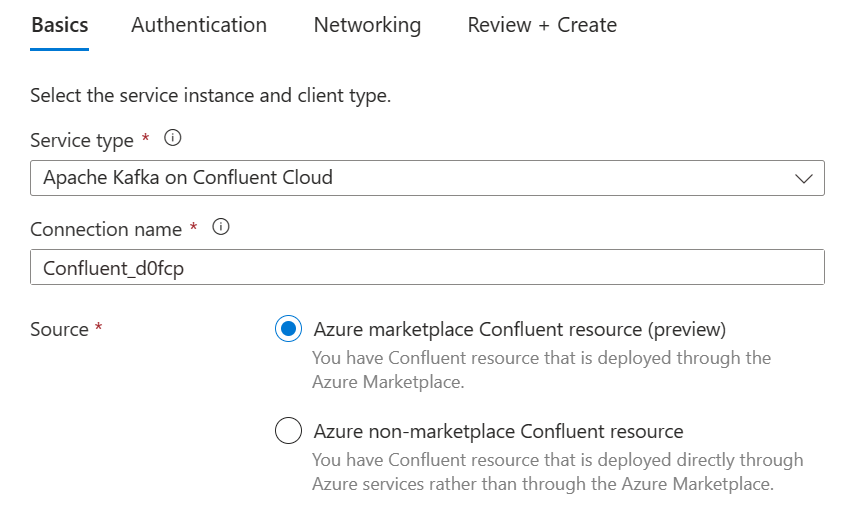 Basics Authentication Networking Review + Create
Select the service instance and client type.
Service type *
Apache Kafka on Confluent Cloud
Connection name *
Confluent_d0fcp
Source *
Azure marketplace Confluent resource (preview)
You have Confluent resource that is deployed through the
Azure Marketplace.
Azure non-marketplace Confluent resource
You have Confluent resource that is deployed directly through
Azure services rather than through the Azure Marketplace.